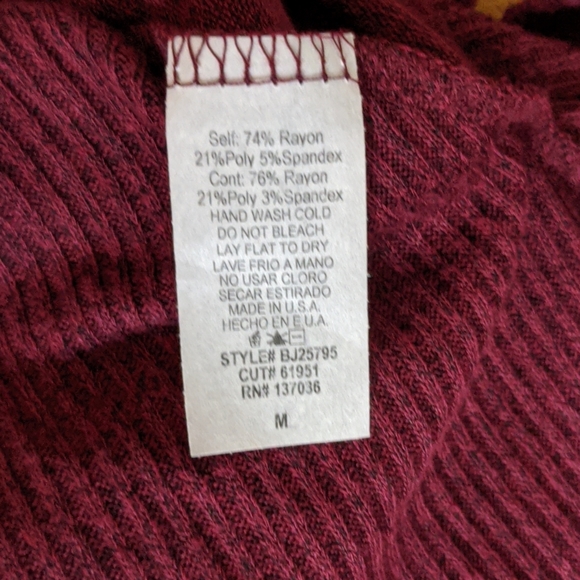 Self: 74% Rayon
21%Poly 5%Spandex
Cont: 76% Rayon
21%Poly 3%Spandex
HAND WASH COLD
DO NOT BLEACH
LAY FLAT TO DRY
LAVE FRIO A MANO
NO USAR CLORO
SECAR ESTIRADO
MADE IN U.S.A.
HECHO EN E.U.A.
STYLE# BJ25795
CUT# 61951
RN# 137036
M